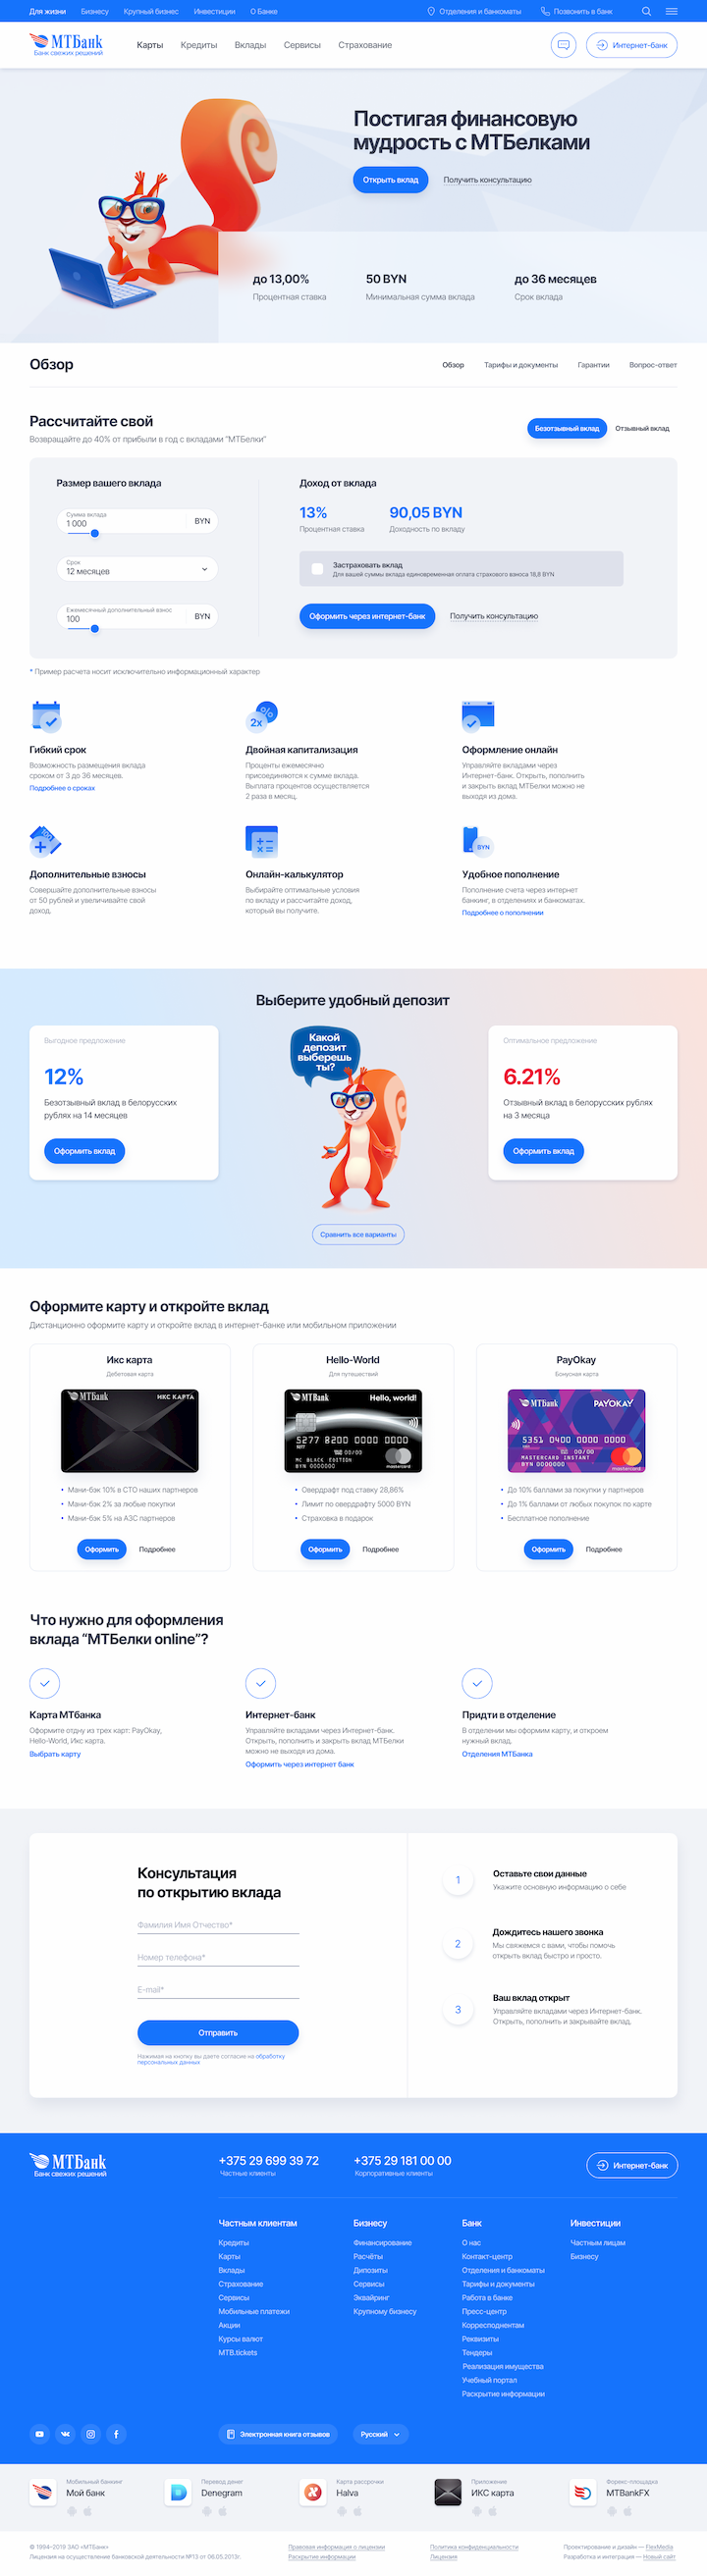 Для жизни Бизнесу Крупный бизнес Инвестиции О Банке Отделения и банкоматы Позвонить в банк
МТБанк
Банк свежих решений
Карты Кредиты Вклады Сервисы Страхование Интернет-банк
Постигая финансовую
мудрость с МТБелками
Открыть вклад Получить консультацию
до 13,00% 50 BYN до 36 месяцев
Процентная ставка Минимальная сумма вклада Срок вклада
Обзор
Обзор Тарифы и документы Гарантии Вопрос-ответ
Рассчитайте свой
Возвращайте до 40% от прибыли в год с вкладами "МТБелки"
Безотзывный вклад Отзывный вклад
Размер вашего вклада
Сумма вклада
1 000 BYN
Срок
12 месяцев
Ежемесячный дополнительный взнос
100 BYN
Доход от вклада
13% 90,05 BYN
Процентная ставка Доходность по вкладу
Застраховать вклад
Для вашей суммы вклада единовременная оплата страхового взноса 18,8 BYN
Оформить через интернет-банк Получить консультацию
* Пример расчета носит исключительно информационный характер
Гибкий срок
Возможность размещения вклада
сроком от 3 до 36 месяцев.
Подробнее о сроках
2x %
Двойная капитализация
Проценты ежемесячно
присоединяются к сумме вклада.
Выплата процентов осуществляется
2 раза в месяц.
Оформление онлайн
Управляйте вкладами через
Интернет-банк. Открыть, пополнить
и закрыть вклад МТБелки можно не
выходя из дома.
Дополнительные взносы
Совершайте дополнительные взносы
от 50 рублей и увеличивайте свой
доход.
Онлайн-калькулятор
Выбирайте оптимальные условия
по вкладу и рассчитайте доход,
который вы получите.
BYN
Удобное пополнение
Пополнение счета через интернет
банкинг, в отделениях и банкоматах.
Подробнее о пополнении
Выберите удобный депозит
Выгодное предложение
12%
Безотзывный вклад в белорусских
рублях на 14 месяцев
Оформить вклад
Какой
депозит
выберешь
ты?
Сравнить все варианты
Оптимальное предложение
6.21%
Отзывный вклад в белорусских рублях
на 3 месяца
Оформить вклад
Оформите карту и откройте вклад
Дистанционно оформите карту и откройте вклад в интернет-банке или мобильном приложении
Икс карта
Дебетовая карта
МТБанк ИКС КАРТА
Мани-бэк 10% в СТО наших партнеров
Мани-бэк 2% за любые покупки
Мани-бэк 5% на АЗС партнеров
Оформить Подробнее
Hello-World
Для путешествий
МТБанк Hello, world!
5277 8200 0000 0000
00/00
MC BLACK EDITION
BYN 00000000
mastercard
Овердрафт под ставку 28,86%
Лимит по овердрафту 5000 BYN
Страховка в подарок
Оформить Подробнее
PayOkay
Бонусная карта
МТБанк PAYOKAY
5351 0400 0000 0000
00/00
MASTERCARD INSTANT
BYN 00000000
mastercard
До 10% баллами за покупки у партнеров
До 1% баллами от любых покупок по карте
Бесплатное пополнение
Оформить Подробнее
Что нужно для оформления
вклада "МТБелки online"?
Карта МТбанка
Оформите отдну из трех карт: PayOkay,
Hello-World, Икс карта.
Выбрать карту
Интернет-банк
Управляйте вкладами через Интернет-банк.
Открыть, пополнить и закрыть вклад МТБелки
можно не выходя из дома.
Оформить через интернет банк
Придти в отделение
В отделении мы оформим карту, и откроем
нужный вклад.
Отделения МТБанка
Консультация
по открытию вклада
Фамилия Имя Отчество*
Номер телефона*
E-mail*
Отправить
Нажимая на кнопку вы даете согласие на обработку
персональных данных
1 Оставьте свои данные
Укажите основную информацию о себе
2 Дождитесь нашего звонка
Мы свяжемся с вами, чтобы помочь
открыть вклад быстро и просто.
3 Ваш вклад открыт
Управляйте вкладами через Интернет-банк.
Открыть, пополнить и закрывайте вклад.
МТБанк
Банк свежих решений
+375 29 699 39 72 +375 29 181 00 00 Интернет-банк
Частные клиенты Корпоративные клиенты
Частным клиентам
Кредиты
Карты
Вклады
Страхование
Сервисы
Мобильные платежи
Акции
Курсы валют
MTB.tickets
Бизнесу
Финансирование
Расчёты
Дипозиты
Сервисы
Эквайринг
Крупному бизнесу
Банк
О нас
Контакт-центр
Отделения и банкоматы
Тарифы и документы
Работа в банке
Пресс-центр
Корреспондентам
Реквизиты
Тендеры
Реализация имущества
Учебный портал
Раскрытие информации
Инвестиции
Частным лицам
Бизнесу
Электронная книга отзывов Русский
Мобильный банкинг
Мой банк
Перевод денег
Denegram
Карта рассрочки
Halva
Приложение
ИКС карта
Форекс-площадка
MTBankFX
© 1994-2019 ЗАО «МТБанк»
Лицензия на осуществление банковской деятельности №13 от 06.05.2013г.
Правовая информация о лицензии
Раскрытие информации
Политика конфиденциальности
Лицензия
Проектирование и дизайн — FlexMedia
Разработка и интеграция — Новый сайт